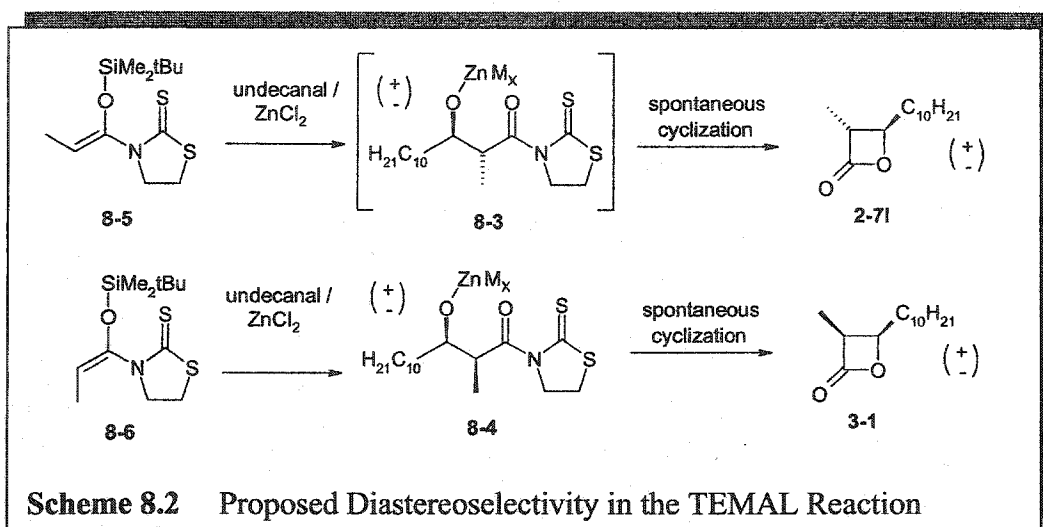 SiMe2tBu
O
S
N
S
8-5
undecanal /
ZnCl2
( + - )
ZnMX
O
O
S
H21C10
N
S
8-3
spontaneous
cyclization
C10H21
O
O
( + - )
2-7l
SiMe2tBu
O
S
N
S
8-6
undecanal /
ZnCl2
( + - )
ZnMX
O
O
S
H21C10
N
S
8-4
spontaneous
cyclization
C10H21
O
O
( + - )
3-1
Scheme 8.2 Proposed Diastereoselectivity in the TEMAL Reaction